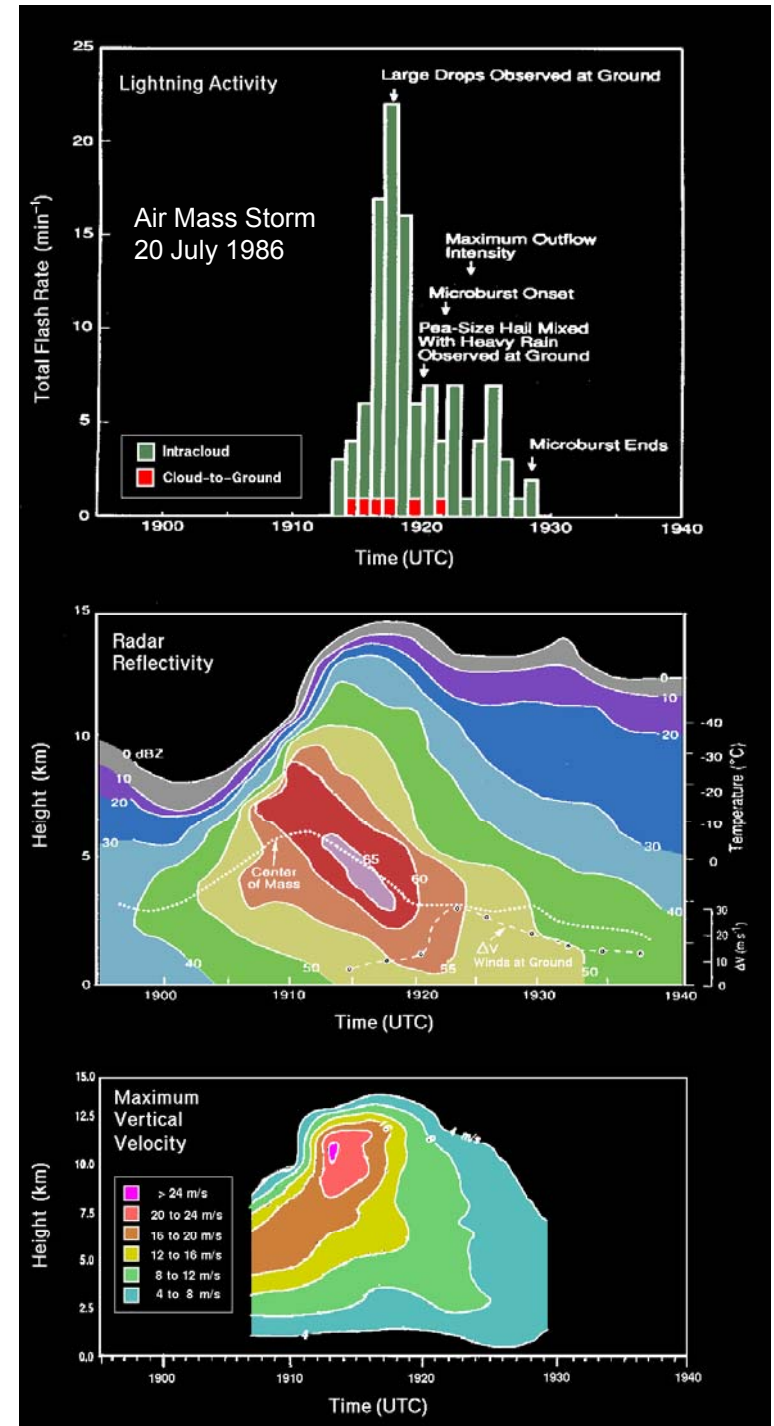 25
20
15
10
5
0
Total Flash Rate (min⁻¹)
Lightning Activity
Large Drops Observed at Ground
Air Mass Storm
20 July 1986
Maximum Outflow
Intensity
Microburst Onset
Pea-Size Hail Mixed
With Heavy Rain
Observed at Ground
Microburst Ends
Intracloud
Cloud-to-Ground
1900
1910
1920
1930
1940
Time (UTC)
15
10
5
0
Height (km)
Radar
Reflectivity
0 dBZ
10
20
30
40
50
55
60
65
Center
of Mass
ΔV
Winds at Ground
50
0
10
20
30
40
-40
-30
-20
-10
0
Temperature (°C)
30
20
10
0
ΔV (m s⁻¹)
1900
1910
1920
1930
1940
Time (UTC)
15.0
12.5
10.0
7.5
5.0
2.5
0.0
Height (km)
Maximum
Vertical
Velocity
> 24 m/s
20 to 24 m/s
16 to 20 m/s
12 to 16 m/s
8 to 12 m/s
4 to 8 m/s
16
8
4 m/s
4
1900
1910
1920
1930
1940
Time (UTC)